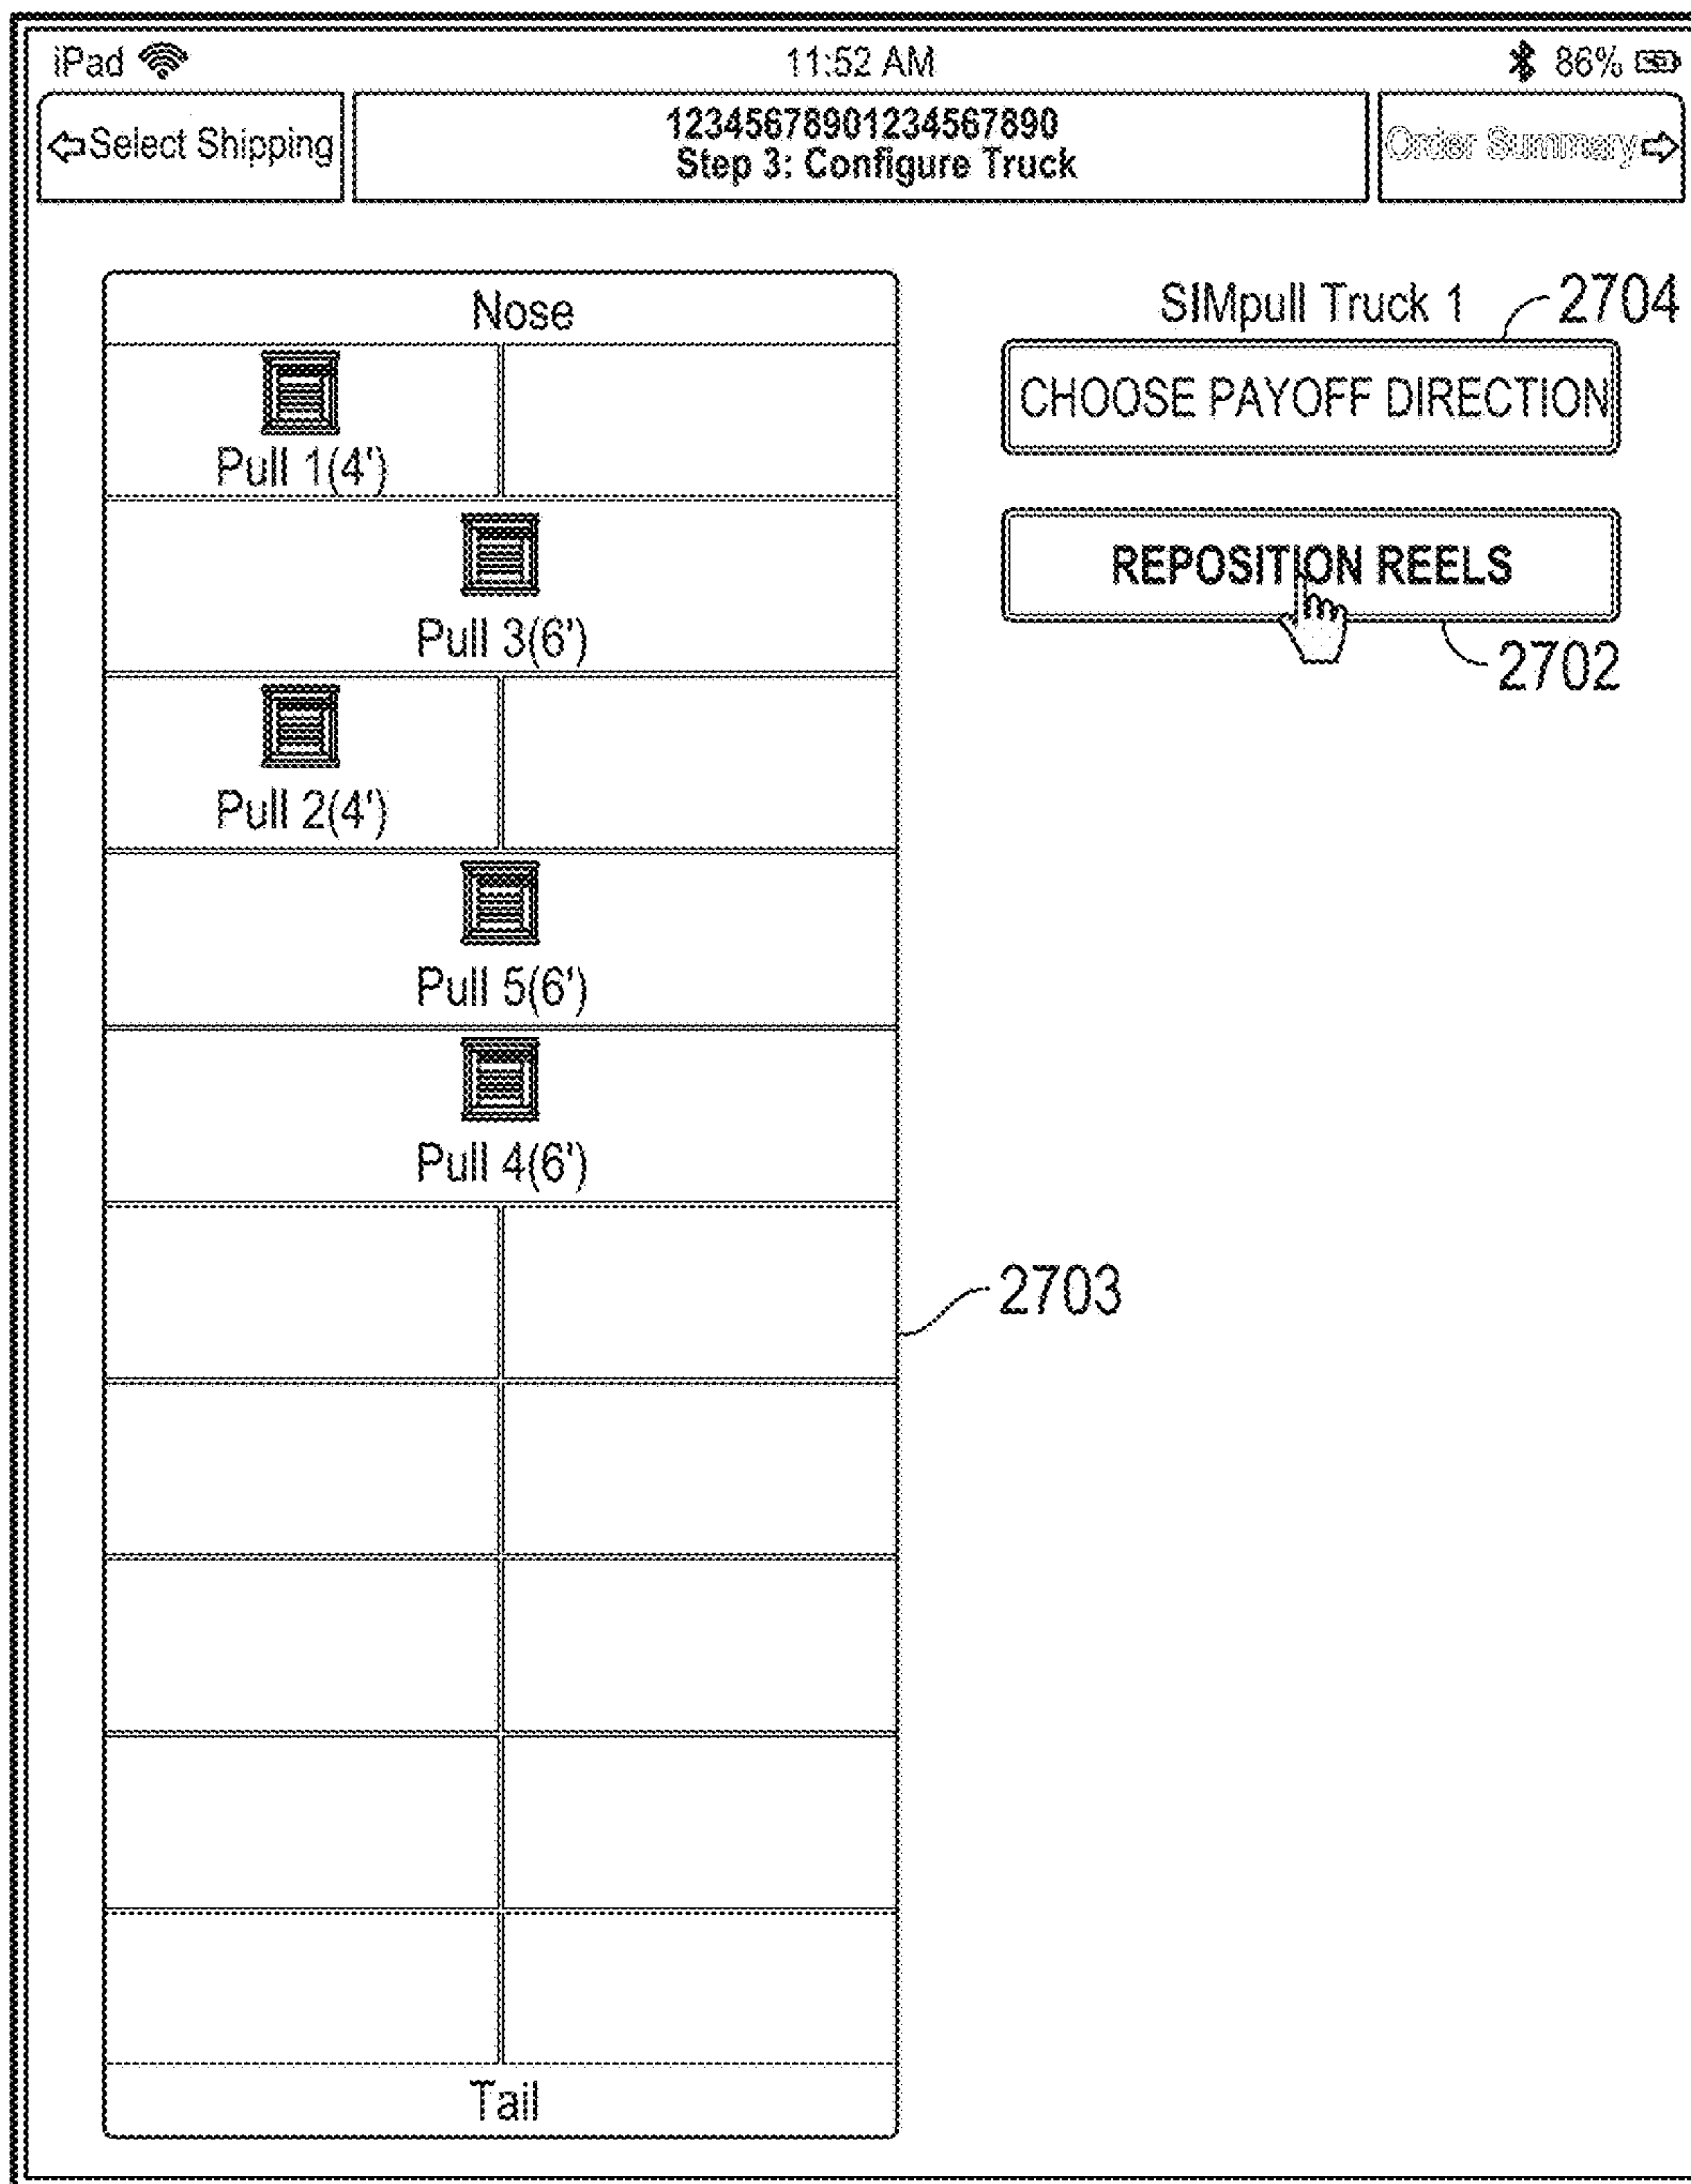 iPad 11:52 AM 86%
Select Shipping
12345678901234567890
Step 3: Configure Truck
Order Summary
Nose
Pull 1(4')
Pull 3(6')
Pull 2(4')
Pull 5(6')
Pull 4(6')
Tail
SIMpull Truck 1
2704
CHOOSE PAYOFF DIRECTION
REPOSITION REELS
2702
2703